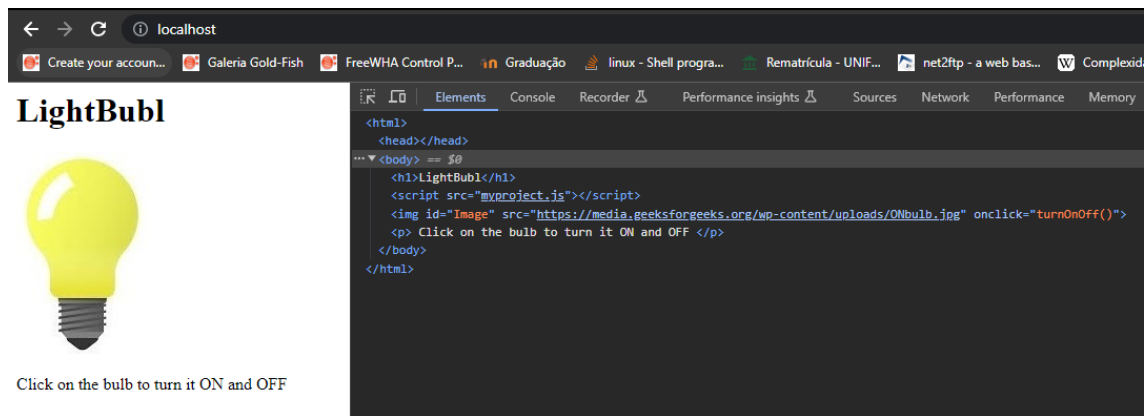 localhost
Create your accoun... Galeria Gold-Fish FreeWHA Control P... Graduação linux - Shell progra... Rematrícula - UNIF... net2ftp - a web bas... W Complexida
LightBubl
Elements Console Recorder Performance insights Sources Network Performance Memory
<html>
<head></head>
... <body> == $0
<h1>LightBubl</h1>
<script src="myproject.js"></script>
<img id="Image" src="https://media.geeksforgeeks.org/wp-content/uploads/ONbulb.jpg" onclick="turnOnOff()">
<p> Click on the bulb to turn it ON and OFF </p>
</body>
</html>
Click on the bulb to turn it ON and OFF